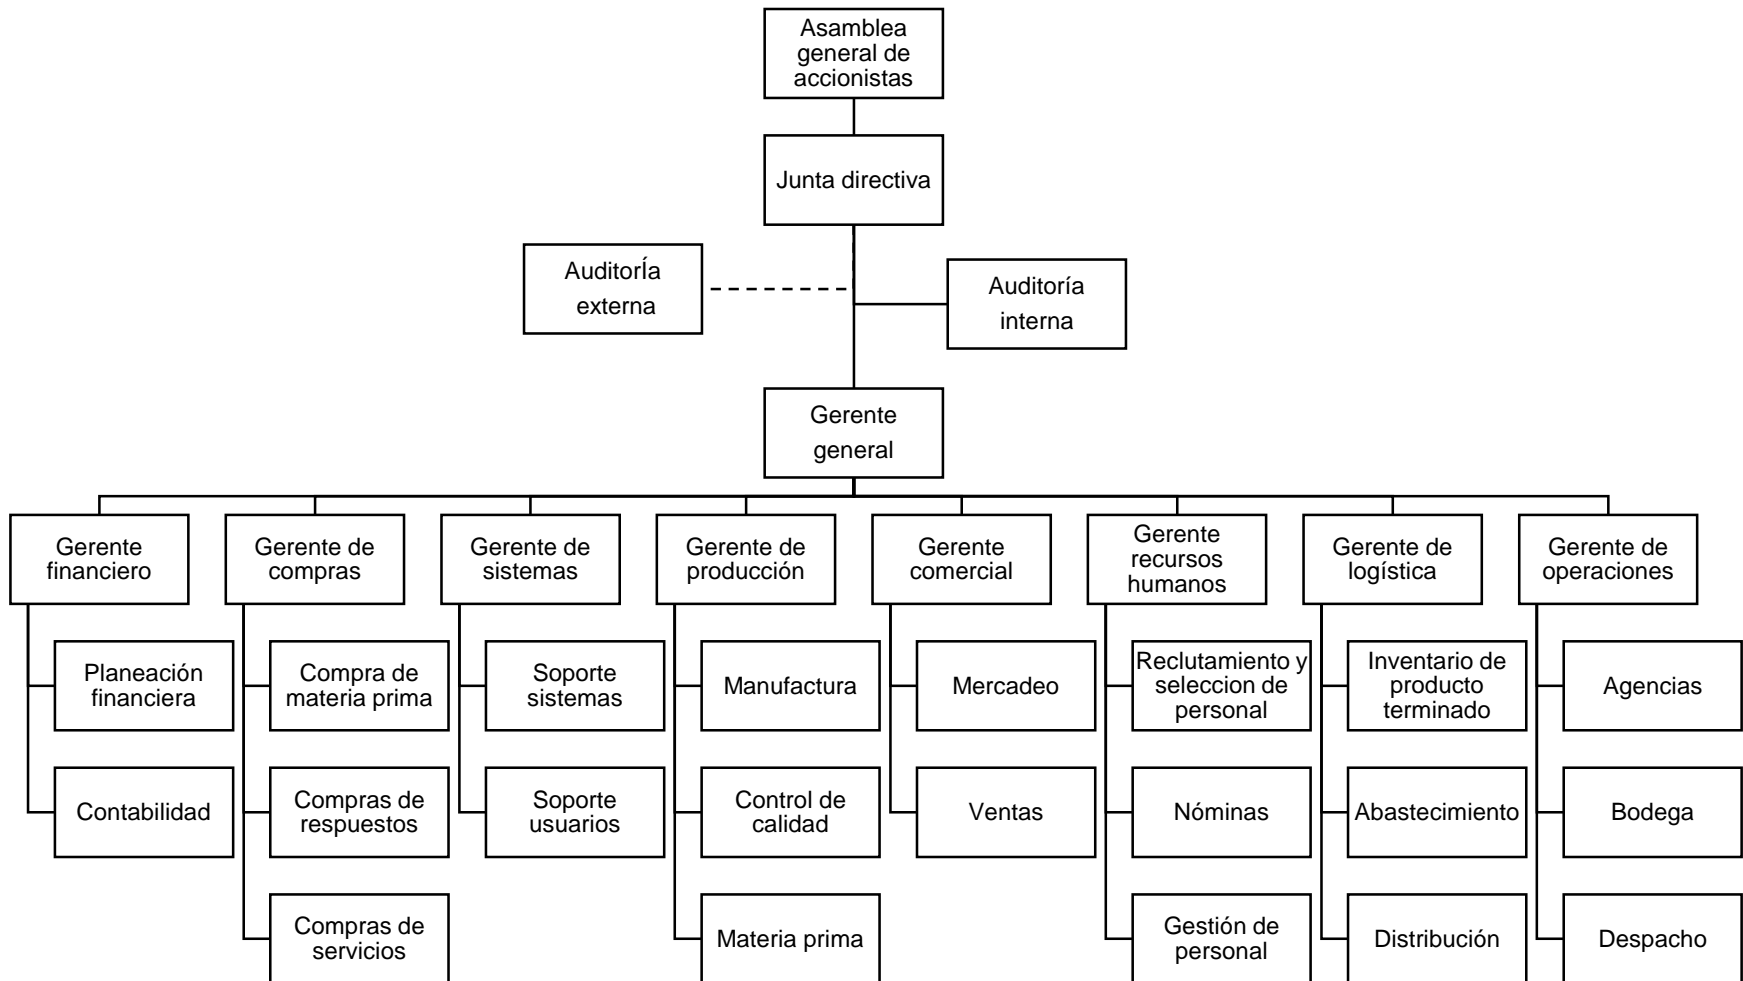 Asamblea
general de
accionistas
Junta directiva
AuditorÍa
externa
Auditoría
interna
Gerente
general
Gerente
financiero
Gerente de
compras
Gerente de
sistemas
Gerente de
producción
Gerente
comercial
Gerente
recursos
humanos
Gerente de
logística
Gerente de
operaciones
Planeación
financiera
Compra de
materia prima
Soporte
sistemas
Manufactura
Mercadeo
Reclutamiento y
seleccion de
personal
Inventario de
producto
terminado
Agencias
Contabilidad
Compras de
respuestos
Soporte
usuarios
Control de
calidad
Ventas
Nóminas
Abastecimiento
Bodega
Compras de
servicios
Materia prima
Gestión de
personal
Distribución
Despacho